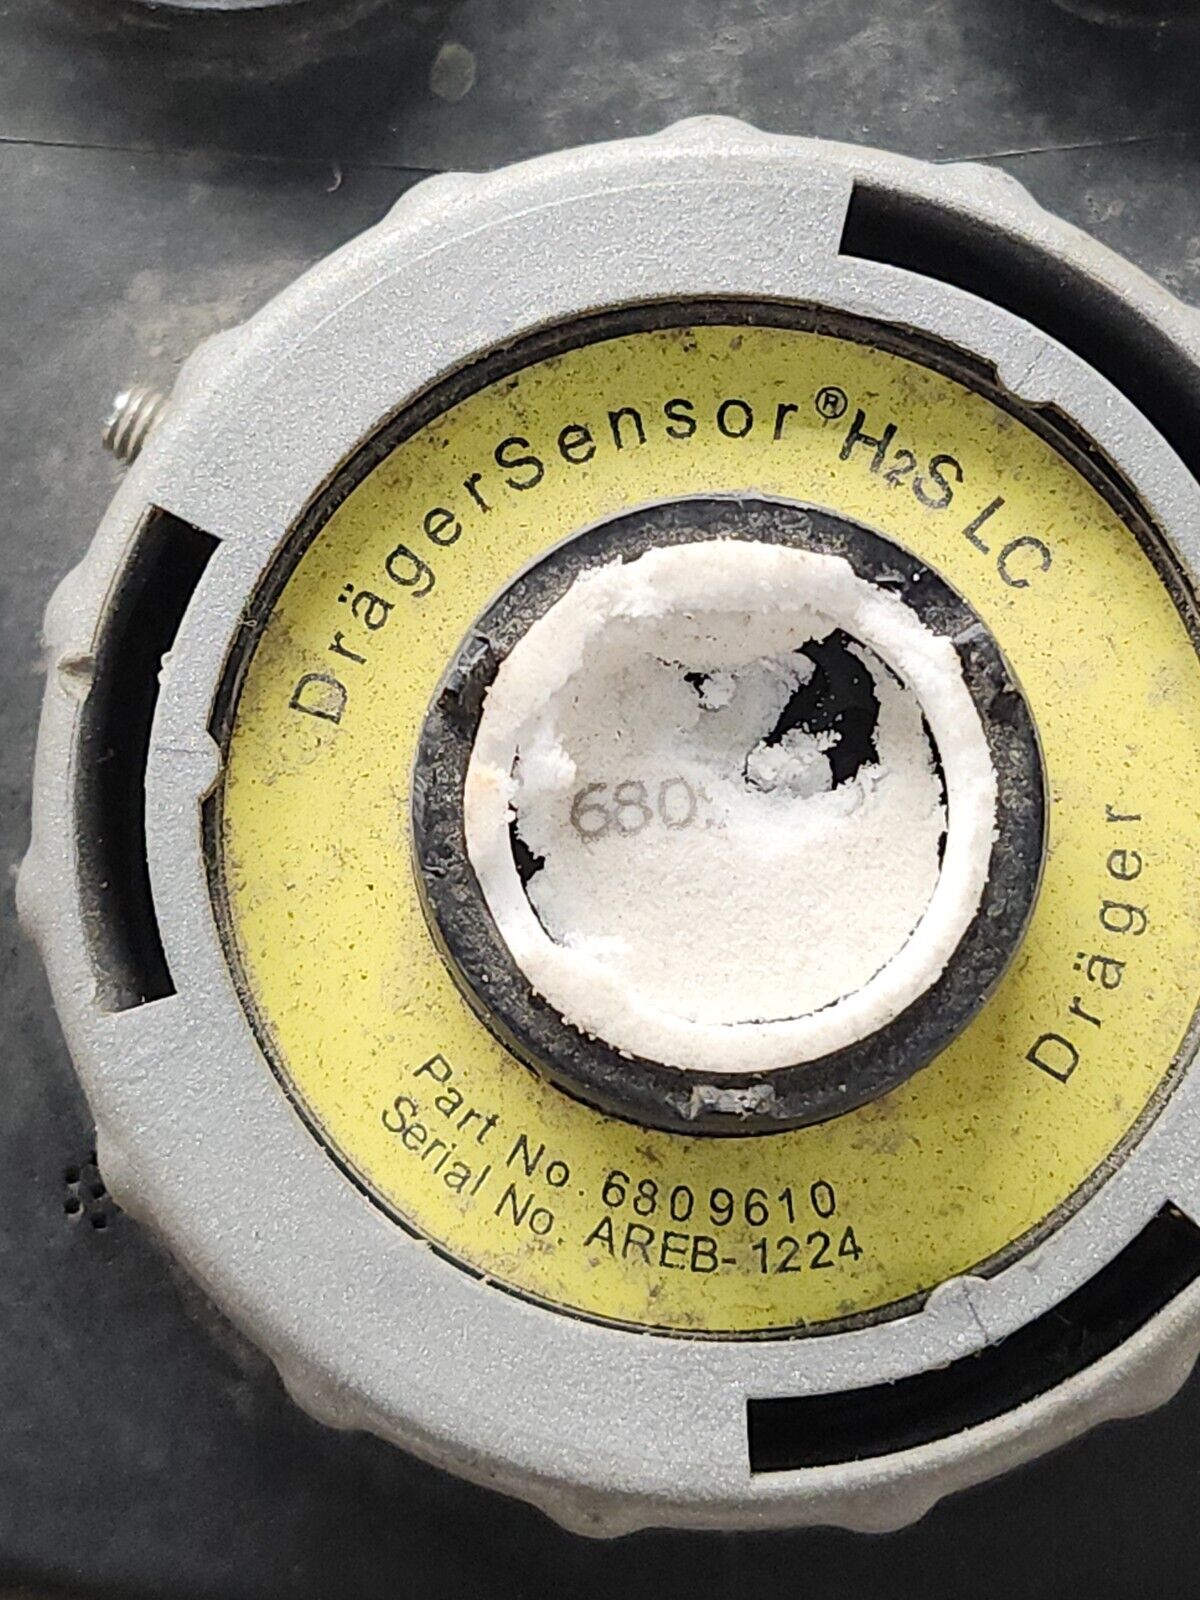 DrägerSensor® H2S LC
680
Dräger
Part No. 6809610
Serial No. AREB-1224